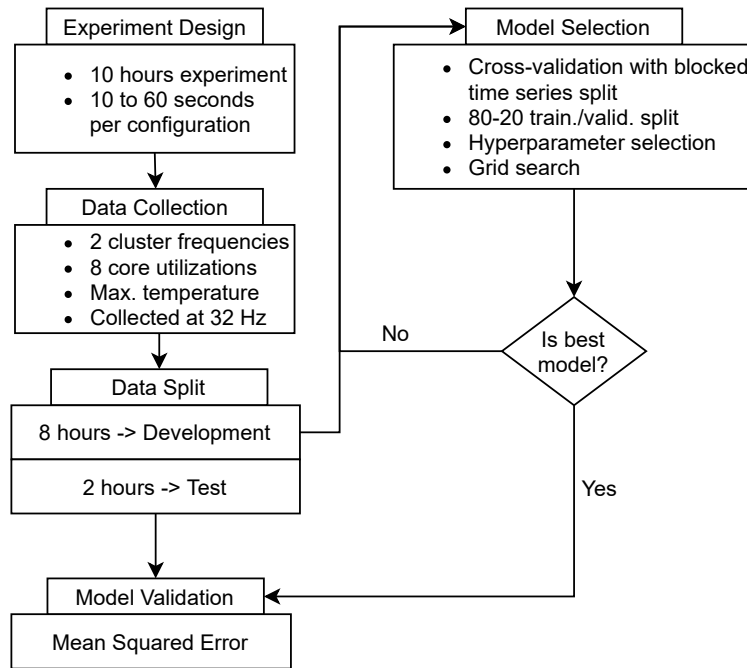 Experiment Design
• 10 hours experiment
• 10 to 60 seconds
per configuration
Data Collection
• 2 cluster frequencies
• 8 core utilizations
• Max. temperature
• Collected at 32 Hz
Data Split
8 hours -> Development
2 hours -> Test
Model Validation
Mean Squared Error
Model Selection
• Cross-validation with blocked
time series split
• 80-20 train./valid. split
• Hyperparameter selection
• Grid search
Is best
model?
No
Yes